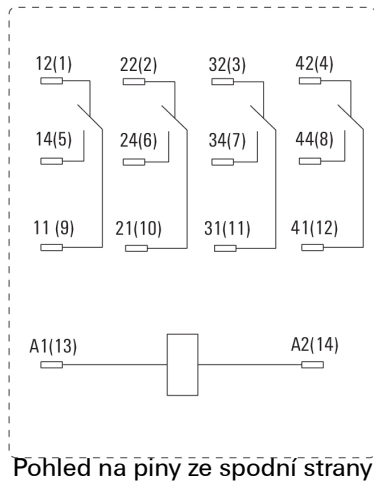 12(1) 22(2) 32(3) 42(4)
14(5) 24(6) 34(7) 44(8)
11 (9) 21(10) 31(11) 41(12)
A1(13) A2(14)
Pohled na piny ze spodní strany